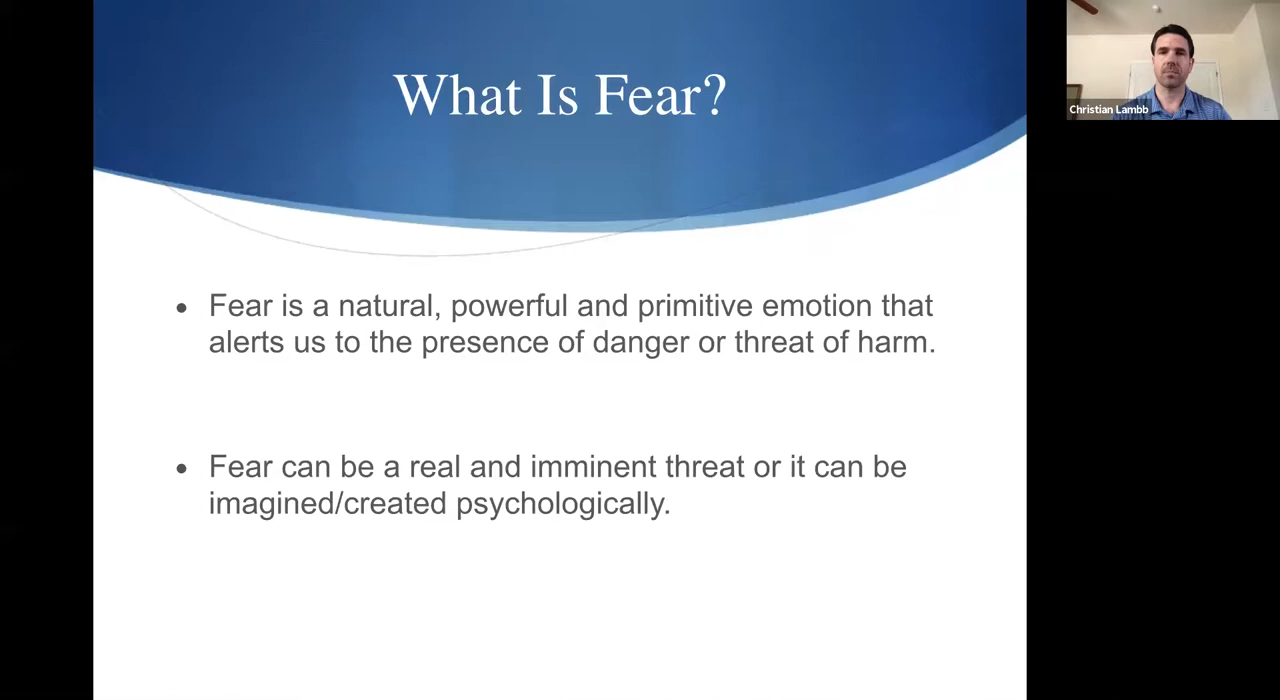 What Is Fear?
Christian Lambb
• Fear is a natural, powerful and primitive emotion that
alerts us to the presence of danger or threat of harm.
• Fear can be a real and imminent threat or it can be
imagined/created psychologically.